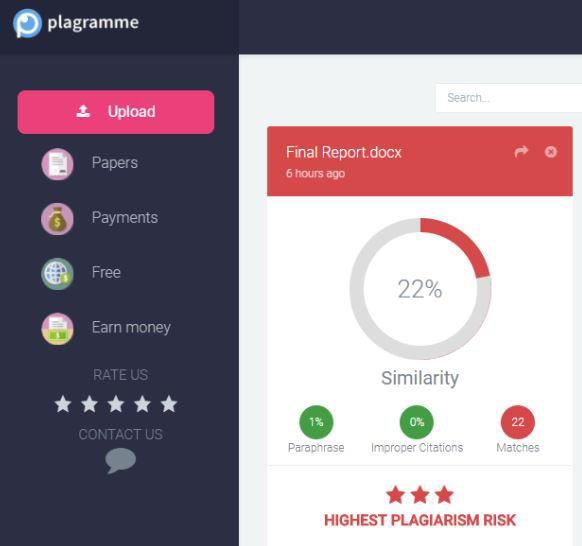 plagramme
Upload
Papers
Payments
Free
Earn money
RATE US
CONTACT US
Search...
Final Report.docx
6 hours ago
22%
Similarity
1%
Paraphrase
0%
Improper Citations
22
Matches
HIGHEST PLAGIARISM RISK